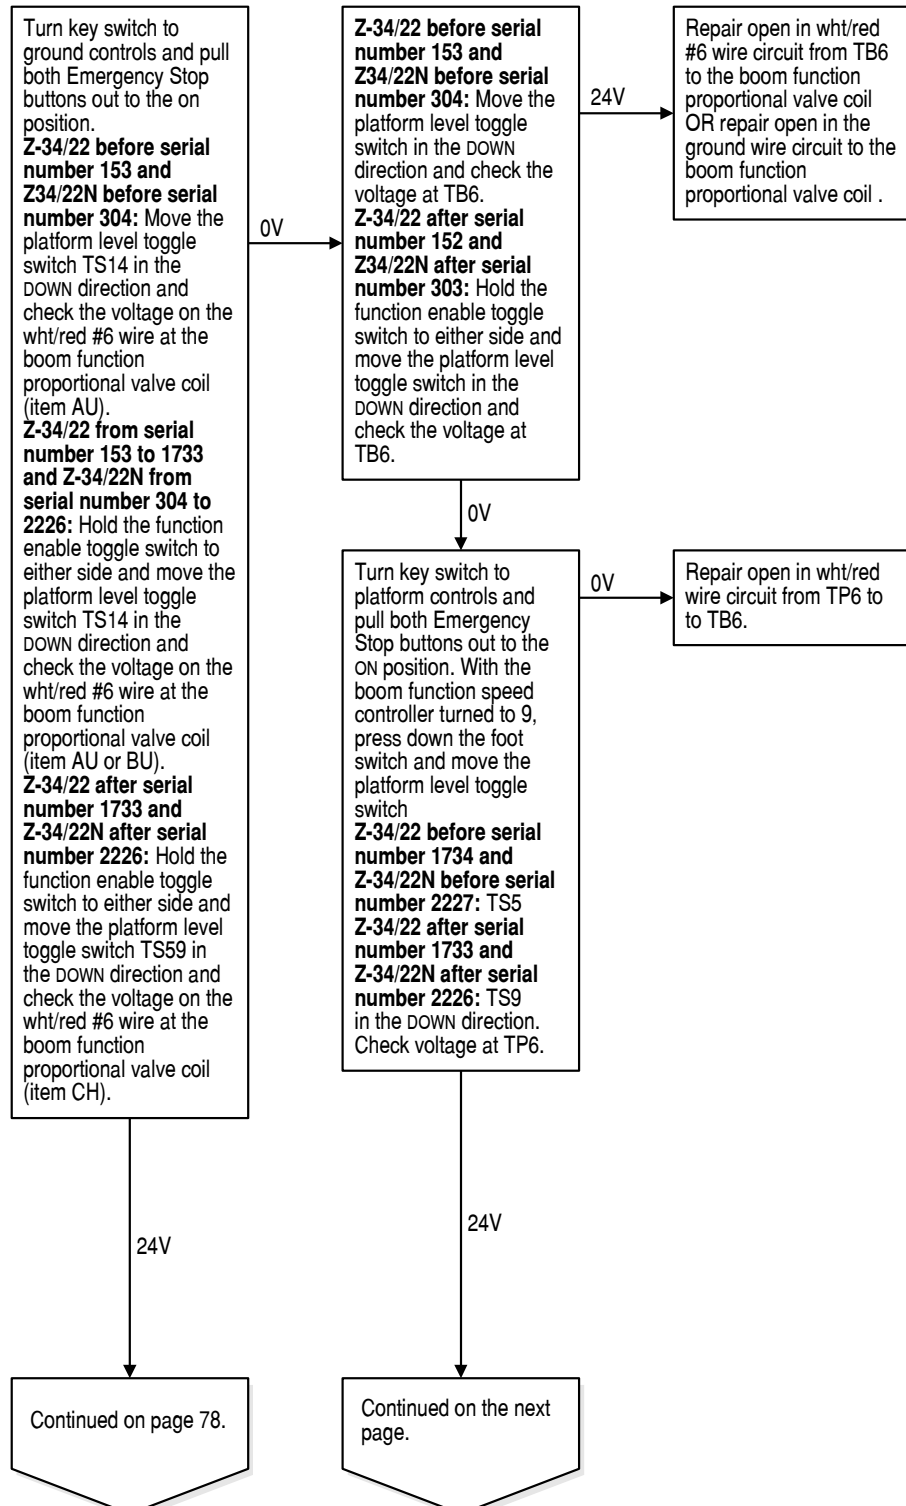 Turn key switch to
ground controls and pull
both Emergency Stop
buttons out to the on
position.
Z-34/22 before serial
number 153 and
Z34/22N before serial
number 304: Move the
platform level toggle
switch TS14 in the
DOWN direction and
check the voltage on the
wht/red #6 wire at the
boom function
proportional valve coil
(item AU).
Z-34/22 from serial
number 153 to 1733
and Z-34/22N from
serial number 304 to
2226: Hold the function
enable toggle switch to
either side and move the
platform level toggle
switch TS14 in the
DOWN direction and
check the voltage on the
wht/red #6 wire at the
boom function
proportional valve coil
(item AU or BU).
Z-34/22 after serial
number 1733 and
Z-34/22N after serial
number 2226: Hold the
function enable toggle
switch to either side and
move the platform level
toggle switch TS59 in
the DOWN direction and
check the voltage on the
wht/red #6 wire at the
boom function
proportional valve coil
(item CH).
0V
Z-34/22 before serial
number 153 and
Z34/22N before serial
number 304: Move the
platform level toggle
switch in the DOWN
direction and check the
voltage at TB6.
Z-34/22 after serial
number 152 and
Z34/22N after serial
number 303: Hold the
function enable toggle
switch to either side and
move the platform level
toggle switch in the
DOWN direction and
check the voltage at
TB6.
24V
Repair open in wht/red
#6 wire circuit from TB6
to the boom function
proportional valve coil
OR repair open in the
ground wire circuit to the
boom function
proportional valve coil .
0V
Turn key switch to
platform controls and
pull both Emergency
Stop buttons out to the
ON position. With the
boom function speed
controller turned to 9,
press down the foot
switch and move the
platform level toggle
switch
Z-34/22 before serial
number 1734 and
Z-34/22N before serial
number 2227: TS5
Z-34/22 after serial
number 1733 and
Z-34/22N after serial
number 2226: TS9
in the DOWN direction.
Check voltage at TP6.
0V
Repair open in wht/red
wire circuit from TP6 to
to TB6.
24V
24V
Continued on page 78.
Continued on the next
page.